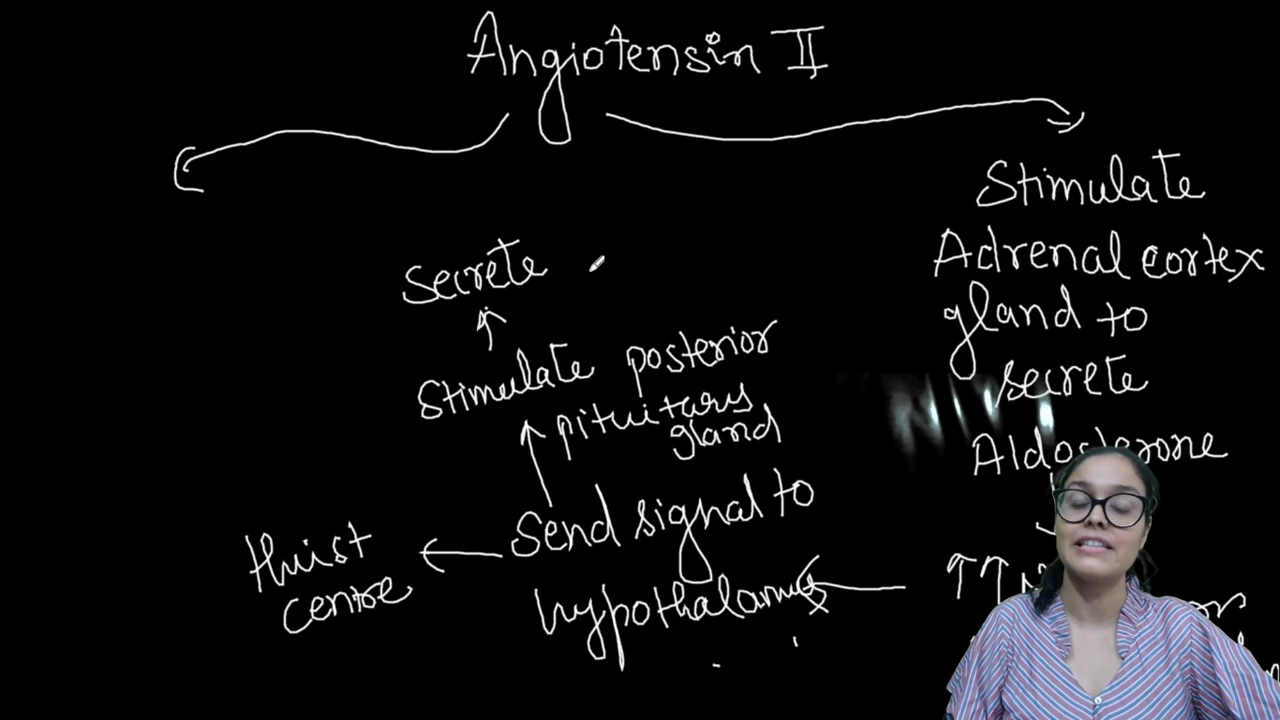 Angiotensin II
Stimulate
Adrenal cortex
gland to
secrete
Aldosterone
↑↑
Send signal to
hypothalamus
thirst
centre
Stimulate posterior
pituitary
gland
Secrete